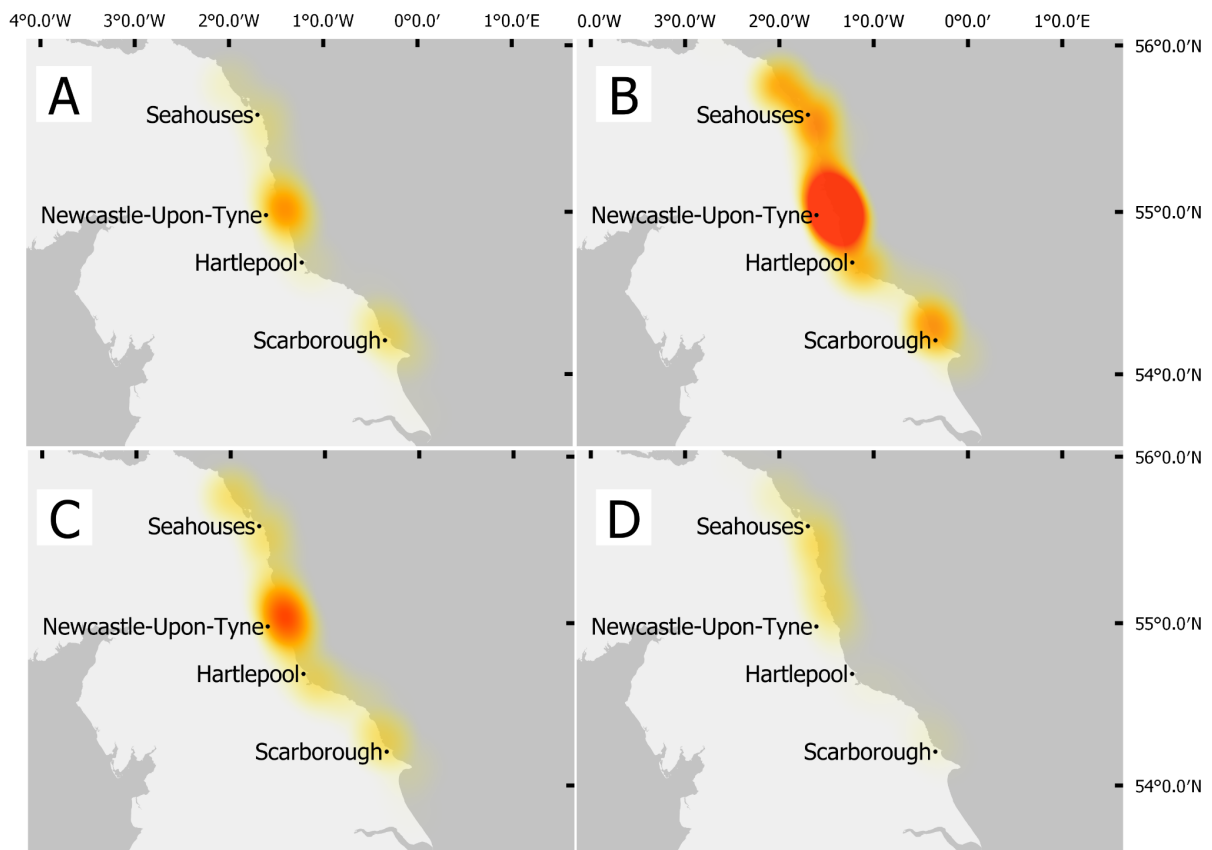 4°0.0′W 3°0.0′W 2°0.0′ 1°0.0′ 0°0.0′ 1°0.0′ 0.0′W 3°0.0′W 2°0.0′ 1°0.0′ 0°0.0′ 1°0.0′E
56°0.0′N
A
B
Seahouses
Seahouses
Newcastle-Upon-Tyne
Newcastle-Upon-Tyne
55°0.0′N
Hartlepool
Hartlepool
Scarborough
Scarborough
54°0.0′N
56°0.0′N
C
D
Seahouses
Seahouses
Newcastle-Upon-Tyne
Newcastle-Upon-Tyne
55°0.0′N
Hartlepool
Hartlepool
Scarborough
Scarborough
54°0.0′N